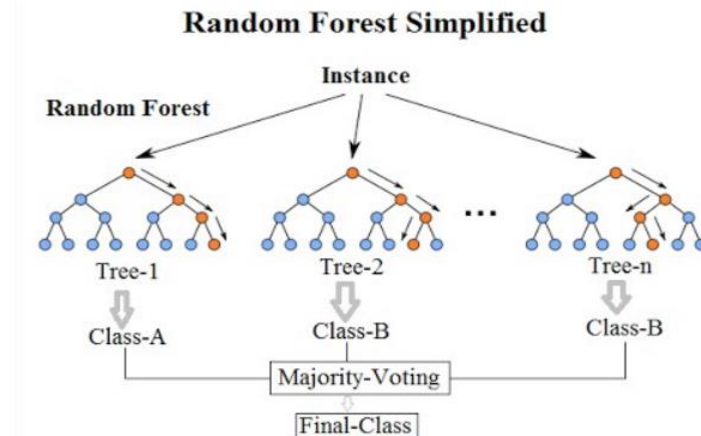 Random Forest Simplified
Instance
Random Forest
...
Tree-1
Tree-2
Tree-n
Class-A
Class-B
Class-B
Majority-Voting
Final-Class